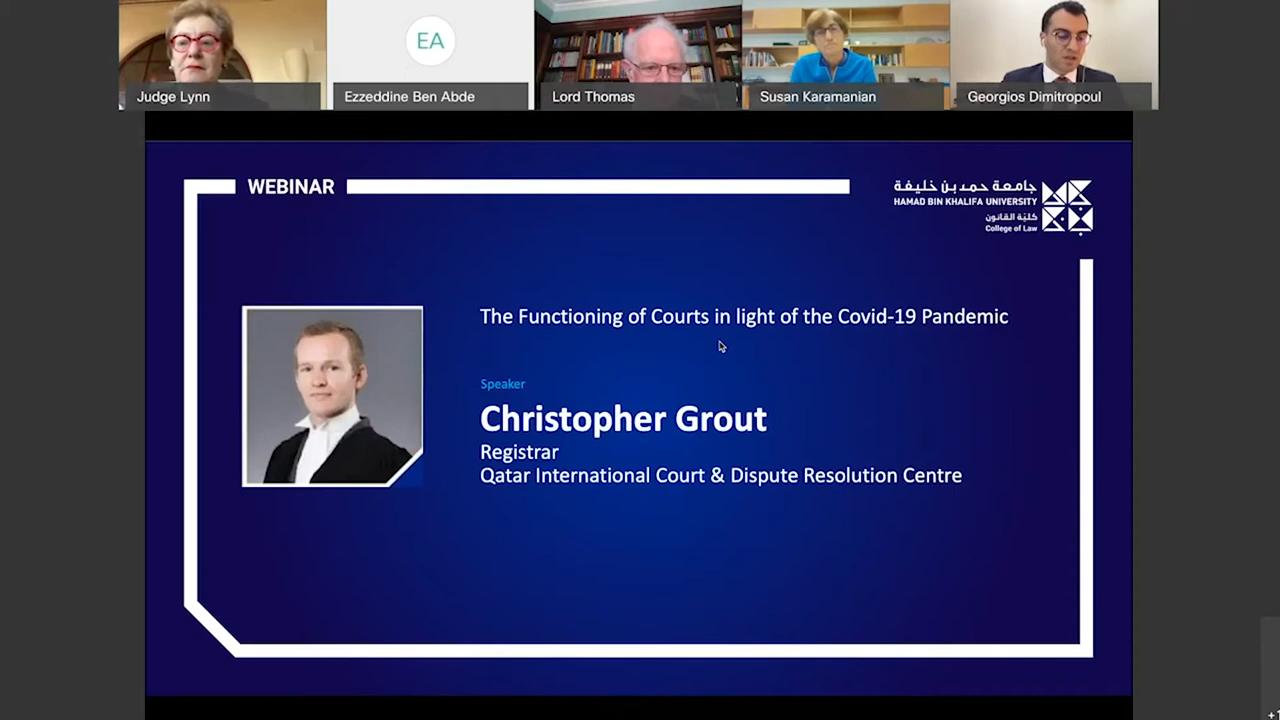 EA
Judge Lynn
Ezzeddine Ben Abde
Lord Thomas
Susan Karamanian
Georgios Dimitropoul
WEBINAR
جامعة حمد بن خليفة
HAMAD BIN KHALIFA UNIVERSITY
كلية القانون
College of Law
The Functioning of Courts in light of the Covid-19 Pandemic
Speaker
Christopher Grout
Registrar
Qatar International Court & Dispute Resolution Centre